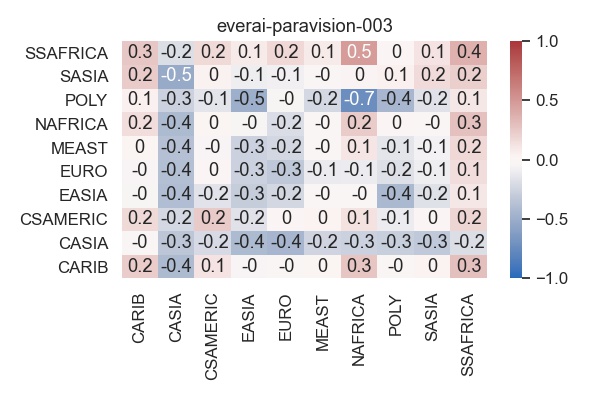 everai-paravision-003
SSAFRICA 0.3 -0.2 0.2 0.1 0.2 0.1 0.5 0 0.1 0.4
SASIA 0.2 -0.5 0 -0.1 -0.1 -0 0 0.1 0.2 0.2
POLY 0.1 -0.3 -0.1 -0.5 -0 -0.2 -0.7 -0.4 -0.2 0.1
NAFRICA 0.2 -0.4 0 -0 -0.2 -0 0.2 0 -0 0.3
MEAST 0 -0.4 0 -0.3 -0.2 -0 0.1 -0.2 -0.1 0.2
EURO -0 -0.4 -0 -0.3 -0.3 -0.1 -0.1 -0.2 -0.1 0.1
EASIA -0 -0.4 -0.2 -0.3 -0.2 -0 -0 -0.4 -0.2 0.1
CSAMERIC 0.2 -0.2 0.2 -0.2 0 0 0.1 -0.1 0 0.2
CASIA -0 -0.3 -0.2 -0.4 -0.4 -0.2 -0.3 -0.3 -0.3 -0.2
CARIB 0.2 -0.4 0.1 -0 -0 0 0.3 -0 0 0.3
CARIB CASIA CSAMERIC EASIA EURO MEAST NAFRICA POLY SASIA SSAFRICA
1.0
0.5
0.0
−0.5
−1.0